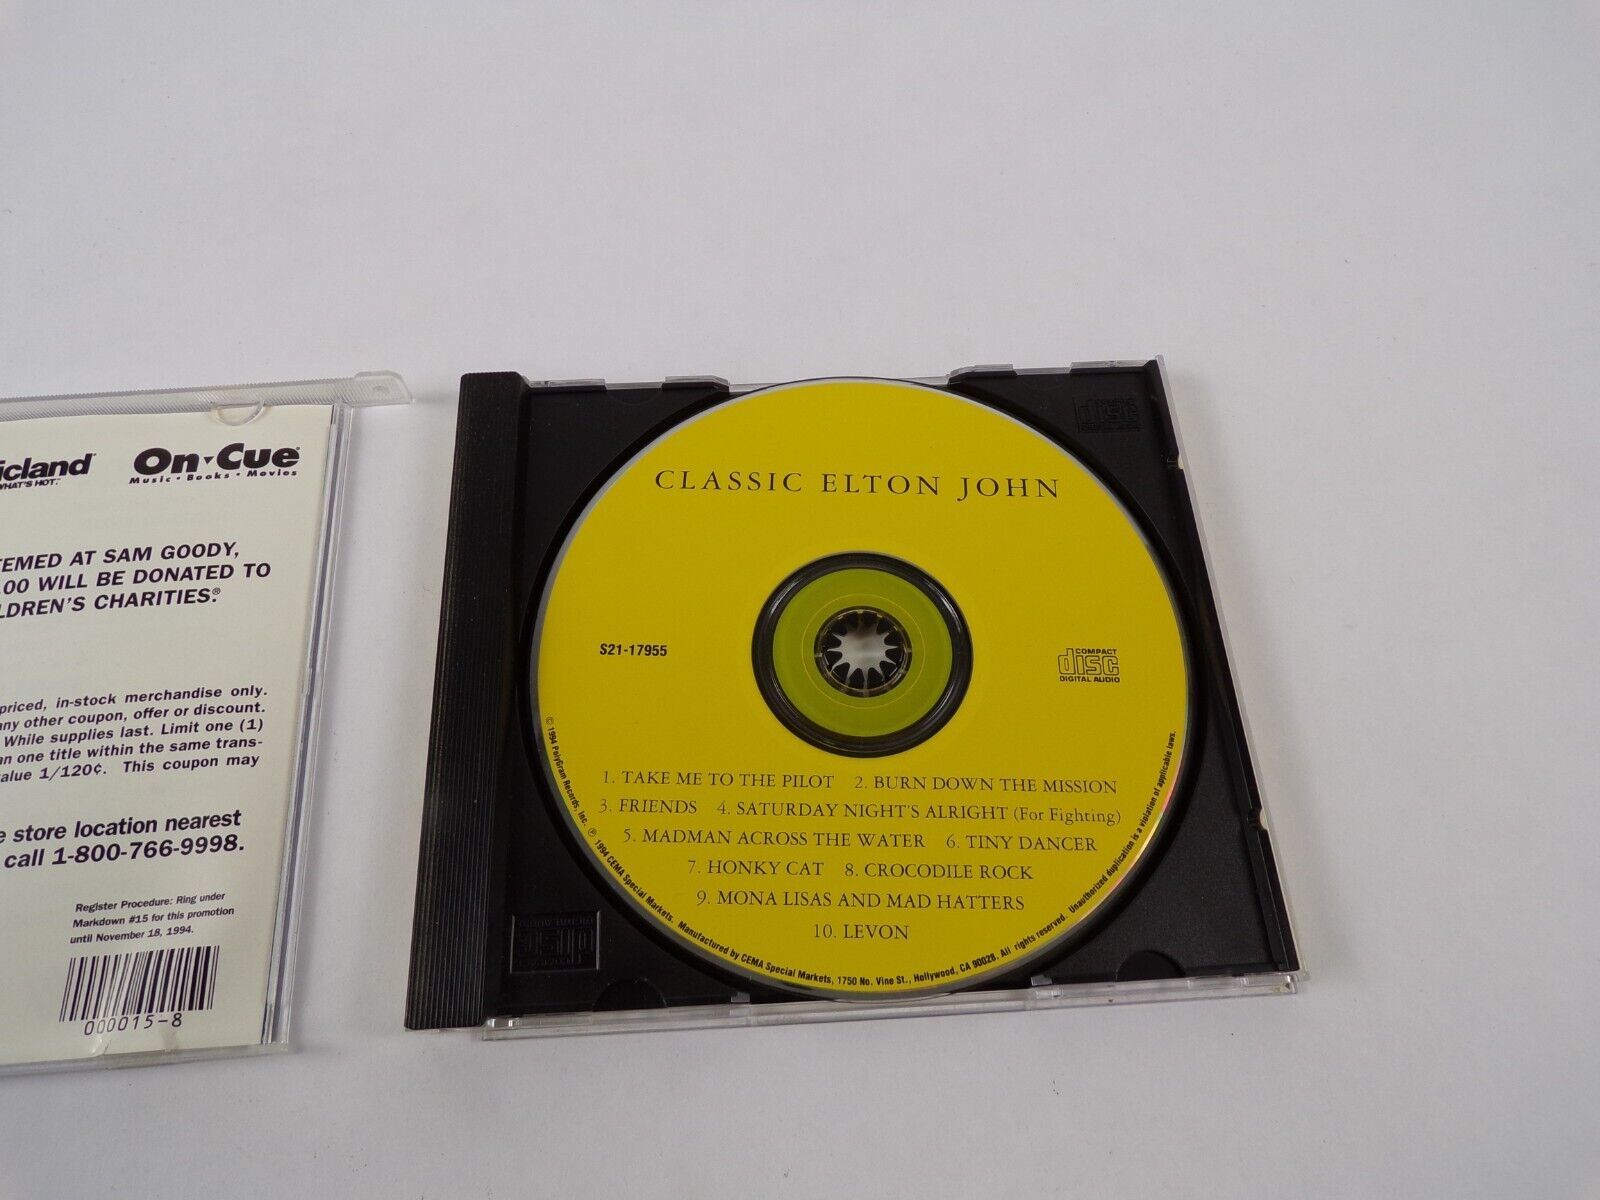 icland
WHAT'S HOT.
On Cue
Music • Books • Movies
EEMED AT SAM GOODY,
.00 WILL BE DONATED TO
LDREN'S CHARITIES.®
priced, in-stock merchandise only.
any other coupon, offer or discount.
While supplies last. Limit one (1)
an one title within the same trans-
value 1/120¢. This coupon may
e store location nearest
call 1-800-766-9998.
Register Procedure: Ring under
Markdown #15 for this promotion
until November 18, 1994.
000015-8
CLASSIC ELTON JOHN
S21-17955
COMPACT
disc
DIGITAL AUDIO
1. TAKE ME TO THE PILOT 2. BURN DOWN THE MISSION
3. FRIENDS 4. SATURDAY NIGHT'S ALRIGHT (For Fighting)
5. MADMAN ACROSS THE WATER 6. TINY DANCER
7. HONKY CAT 8. CROCODILE ROCK
9. MONA LISAS AND MAD HATTERS
10. LEVON
© 1994 PolyGram Records, Inc. ℗ 1994 CEMA Special Markets. Manufactured by CEMA Special Markets, 1750 No. Vine St., Hollywood, CA 90028. All rights reserved. Unauthorized duplication is a violation of applicable laws.